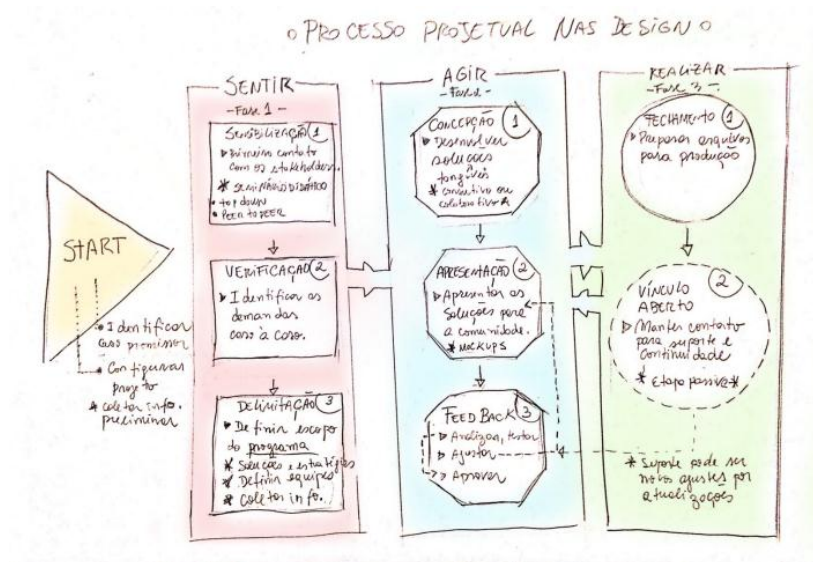 O PROCESSO PROJETUAL NAS DESIGN
START
Identificar
caso promissor
Configurar
projeto
* coletar info.
preliminar
SENTIR
- Fase 1 -
SENSIBILIZAÇÃO 1
Primeiro contato
com os stakeholders.
* SEMINÁRIO DIDÁTICO
• top down
• PEER to PEER
VERIFICAÇÃO 2
Identificar as
demandas
caso à caso.
DELIMITAÇÃO 3
Definir escopo
do programa
* Soluções e estratégias
* Definir equipes
* Coletar info.
AGIR
- Fase 2 -
CONCEPÇÃO 1
Desenvolver
soluções
tangíveis
* consultivo ou
colaborativo
APRESENTAÇÃO 2
Apresentar as
soluções para
a comunidade.
* MOCKUPS
FEEDBACK 3
Analizar, testar
Ajustar
Aprovar
REALIZAR
- Fase 3 -
FECHAMENTO 1
Preparar arquivos
para produção
VÍNCULO 2
ABERTO
Manter contato
para suporte e
continuidade
* Etapa passiva *
* Suporte pode ser
novos ajustes por
atualizações